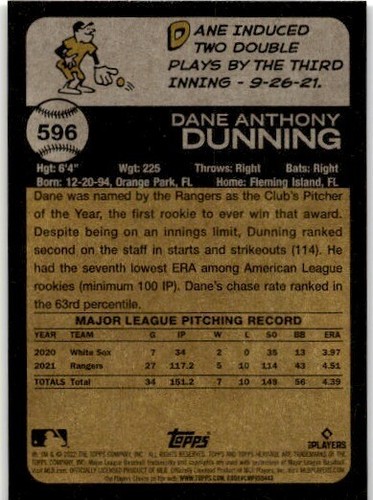 DANE INDUCED
TWO DOUBLE
PLAYS BY THE THIRD
INNING - 9-26-21.
596
DANE ANTHONY
DUNNING
Hgt: 6'4" Wgt: 225 Throws: Right Bats: Right
Born: 12-20-94, Orange Park, FL Home: Fleming Island, FL
Dane was named by the Rangers as the Club's Pitcher
of the Year, the first rookie to ever win that award.
Despite being on an innings limit, Dunning ranked
second on the staff in starts and strikeouts (114). He
had the seventh lowest ERA among American League
rookies (minimum 100 IP). Dane's chase rate ranked in
the 63rd percentile.
MAJOR LEAGUE PITCHING RECORD
YEAR TEAM G IP W L SO BB ERA
2020 White Sox 7 34 2 0 35 13 3.97
2021 Rangers 27 117.2 5 10 114 43 4.51
TOTALS Total 34 151.2 7 10 149 56 4.39
Topps
PLAYERS